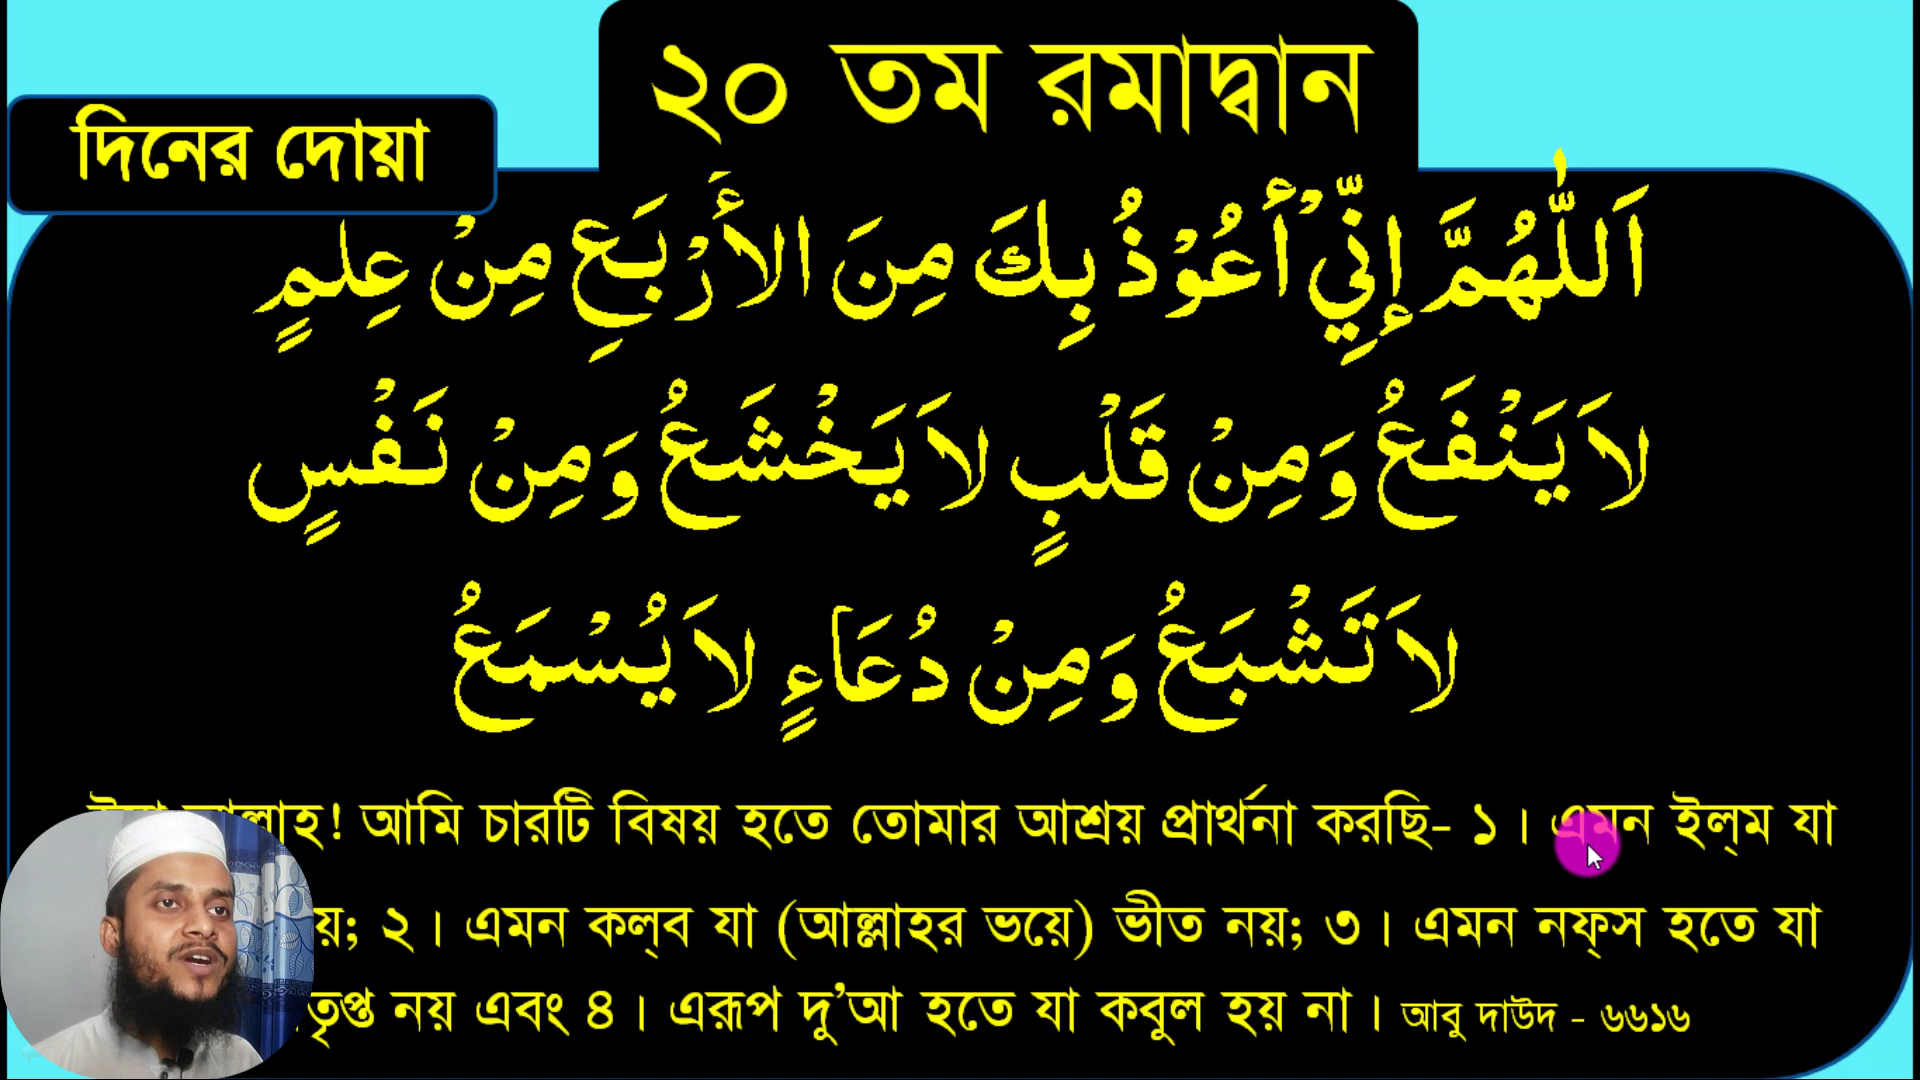 ২০ তম রমাদ্বান
দিনের দোয়া
اَللّٰهُمَّ إِنِّيْ أَعُوْذُ بِكَ مِنَ الأَرْبَعِ مِنْ عِلمٍ
لاَ يَنْفَعُ وَمِنْ قَلْبٍ لاَ يَخْشَعُ وَمِنْ نَفْسٍ
لاَ تَشْبَعُ وَمِنْ دُعَاءٍ لاَ يُسْمَعُ
আমি চারটি বিষয় হতে তোমার আশ্রয় প্রার্থনা করছি- ১। এমন ইল্‌ম যা
২। এমন কল্‌ব যা (আল্লাহর ভয়ে) ভীত নয়; ৩। এমন নফ্‌স হতে যা
তৃপ্ত নয় এবং ৪। এরূপ দু’আ হতে যা কবুল হয় না। আবু দাউদ - ৬৬১৬